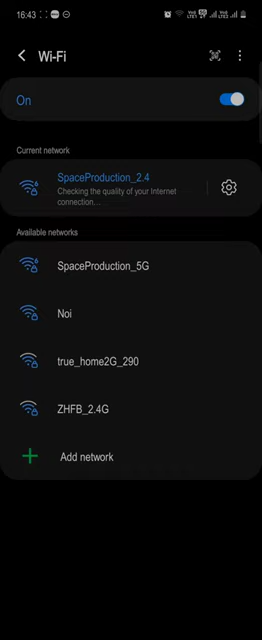 16:43
Wi-Fi
On
Current network
SpaceProduction_2.4
Checking the quality of your Internet
connection...
Available networks
SpaceProduction_5G
Noi
true_home2G_290
ZHFB_2.4G
Add network